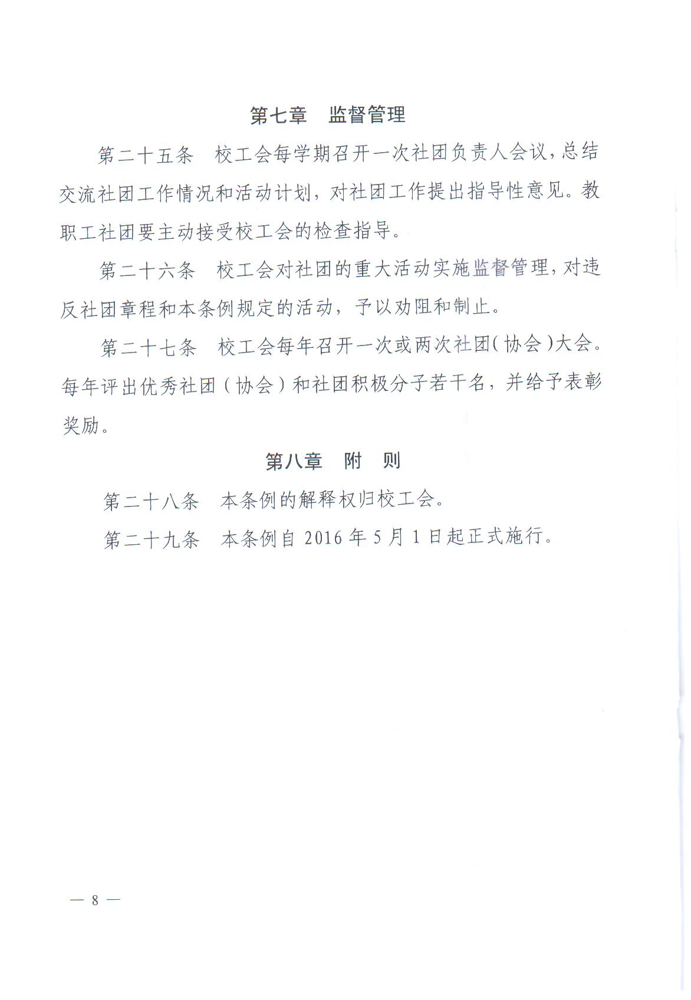 第七章　监督管理
第二十五条　校工会每学期召开一次社团负责人会议，总结
交流社团工作情况和活动计划，对社团工作提出指导性意见。教
职工社团要主动接受校工会的检查指导。
第二十六条　校工会对社团的重大活动实施监督管理，对违
反社团章程和本条例规定的活动，予以劝阻和制止。
第二十七条　校工会每年召开一次或两次社团（协会）大会。
每年评出优秀社团（协会）和社团积极分子若干名，并给予表彰
奖励。
第八章　附　则
第二十八条　本条例的解释权归校工会。
第二十九条　本条例自 2016 年 5 月 1 日起正式施行。
— 8 —